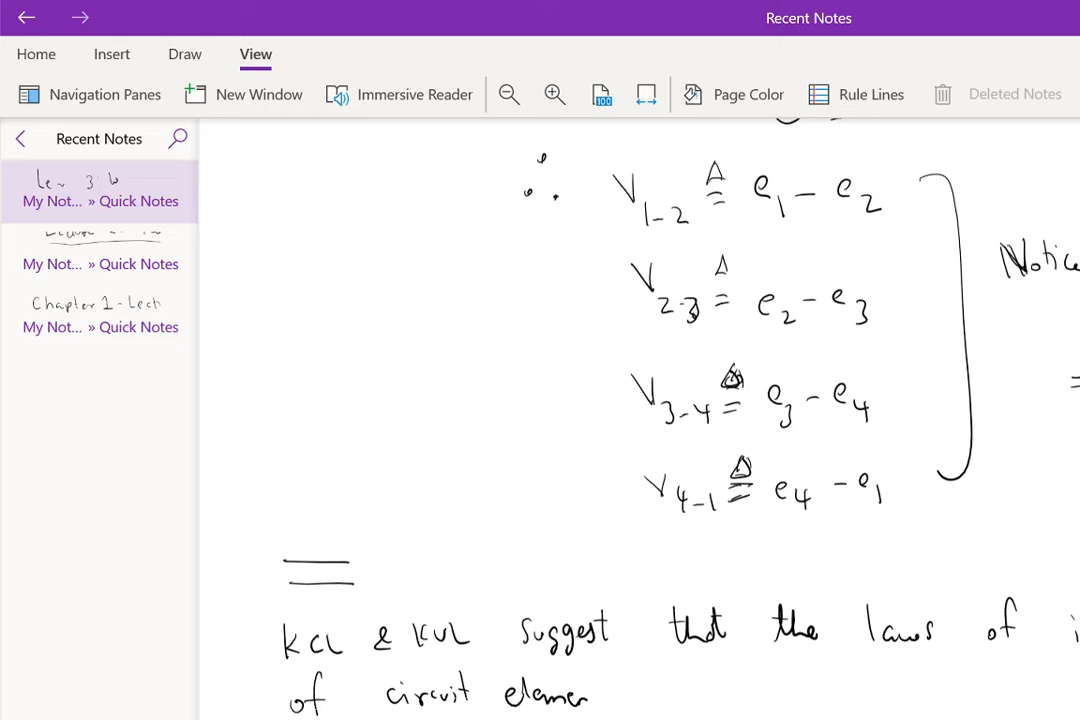 Recent Notes
Home Insert Draw View
Navigation Panes New Window Immersive Reader Page Color Rule Lines Deleted Notes
Recent Notes
My Not... » Quick Notes
My Not... » Quick Notes
Chapter 1 - Lect
My Not... » Quick Notes
∴ V₁₋₂ ≜ e₁ - e₂
V₂₋₃ ≜ e₂ - e₃
Notice
V₃₋₄ ≜ e₃ - e₄
=
V₄₋₁ ≜ e₄ - e₁
KCL & KVL suggest that the laws of i
of circuit elemen